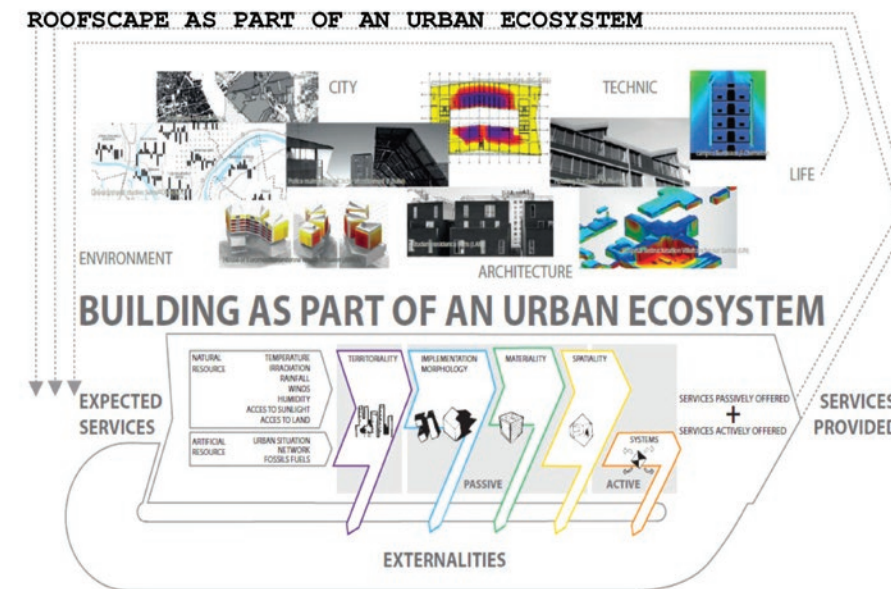 ROOFSCAPE AS PART OF AN URBAN ECOSYSTEM
CITY
TECHNIC
LIFE
ENVIRONMENT
ARCHITECTURE
BUILDING AS PART OF AN URBAN ECOSYSTEM
EXPECTED
SERVICES
NATURAL
RESOURCE
TEMPERATURE
IRRADIATION
RAINFALL
WINDS
HUMIDITY
ACCES TO SUNLIGHT
ACCES TO LAND
ARTIFICIAL
RESOURCE
URBAN SITUATION
NETWORK
FOSSILS FUELS
TERRITORIALITY
IMPLEMENTATION
MORPHOLOGY
MATERIALITY
SPATIALITY
SYSTEMS
PASSIVE
ACTIVE
SERVICES PASSIVELY OFFERED
+
SERVICES ACTIVELY OFFERED
SERVICES
PROVIDED
EXTERNALITIES